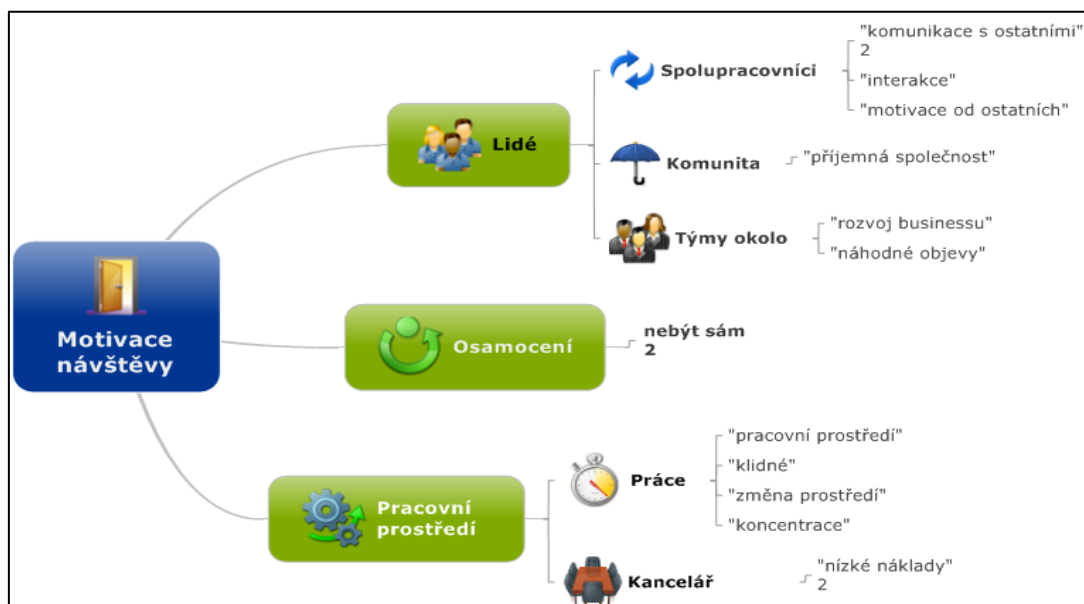 Motivace
návštěvy
Lidé
Spolupracovníci
"komunikace s ostatními"
2
"interakce"
"motivace od ostatních"
Komunita
"příjemná společnost"
Týmy okolo
"rozvoj businessu"
"náhodné objevy"
Osamocení
nebýt sám
2
Pracovní
prostředí
Práce
"pracovní prostředí"
"klidné"
"změna prostředí"
"koncentrace"
Kancelář
"nízké náklady"
2